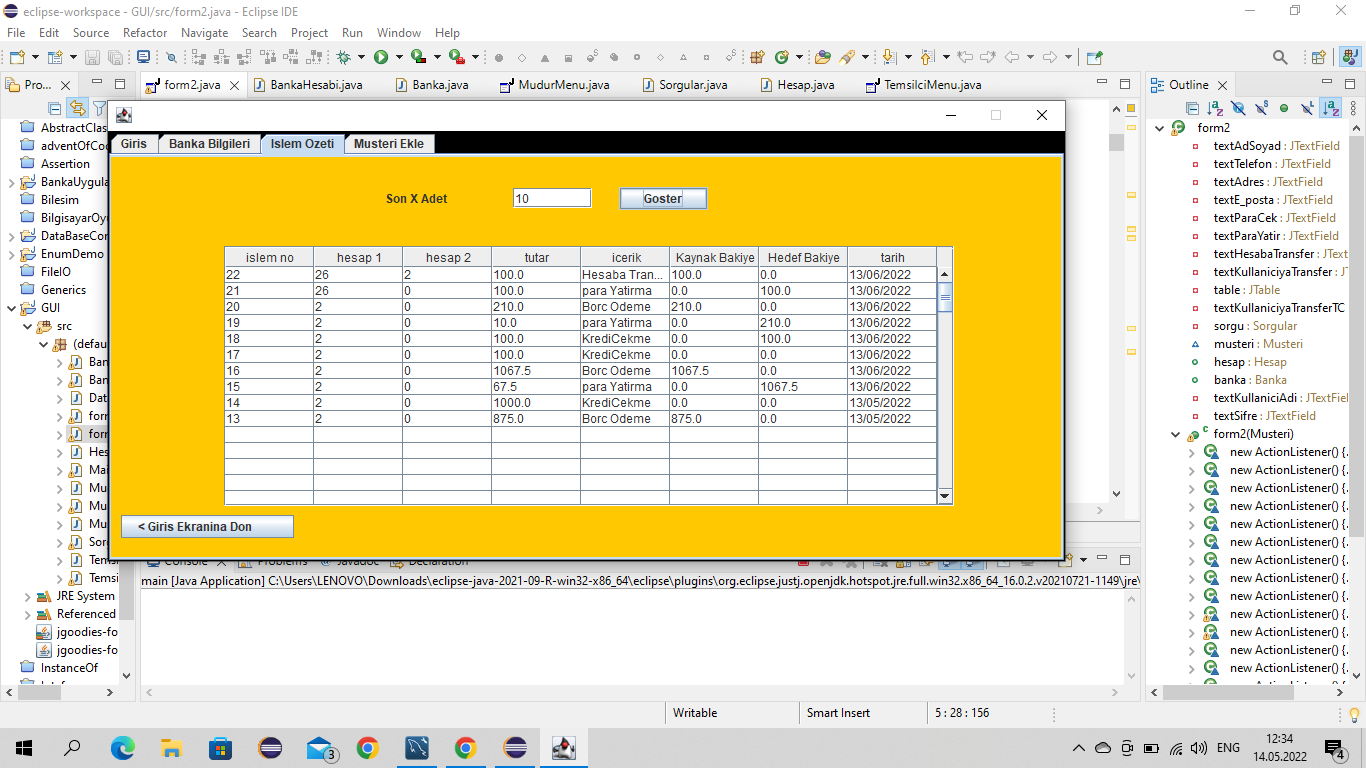 eclipse-workspace - GUI/src/form2.java - Eclipse IDE
File Edit Source Refactor Navigate Search Project Run Window Help
Pro... form2.java BankaHesabi.java Banka.java MudurMenu.java Sorgular.java Hesap.java TemsilciMenu.java Outline
AbstractClas
adventOfCod
Assertion
BankaUygula
Bilesim
BilgisayarOyu
DataBaseCon
EnumDemo
FileIO
Generics
GUI
src
(defau
Ban
Ban
Dat
forr
forr
Hes
Mai
Mu
Mu
Mu
Sor
Tems
Temsi
JRE System
Referenced
jgoodies-fo
jgoodies-fo
InstanceOf
Giris Banka Bilgileri Islem Ozeti Musteri Ekle
Son X Adet 10 Goster
islem no hesap 1 hesap 2 tutar icerik Kaynak Bakiye Hedef Bakiye tarih
22 26 2 100.0 Hesaba Tran... 100.0 0.0 13/06/2022
21 26 0 100.0 para Yatirma 0.0 100.0 13/06/2022
20 2 0 210.0 Borc Odeme 210.0 0.0 13/06/2022
19 2 0 10.0 para Yatirma 0.0 210.0 13/06/2022
18 2 0 100.0 KrediCekme 0.0 100.0 13/06/2022
17 2 0 100.0 KrediCekme 0.0 0.0 13/06/2022
16 2 0 1067.5 Borc Odeme 1067.5 0.0 13/06/2022
15 2 0 67.5 para Yatirma 0.0 1067.5 13/06/2022
14 2 0 1000.0 KrediCekme 0.0 0.0 13/05/2022
13 2 0 875.0 Borc Odeme 875.0 0.0 13/05/2022
< Giris Ekranina Don
Console Problems Javadoc Declaration
main [Java Application] C:\Users\LENOVO\Downloads\eclipse-java-2021-09-R-win32-x86_64\eclipse\plugins\org.eclipse.justj.openjdk.hotspot.jre.full.win32.x86_64_16.0.2.v20210721-1149\jre\
form2
textAdSoyad : JTextField
textTelefon : JTextField
textAdres : JTextField
textE_posta : JTextField
textParaCek : JTextField
textParaYatir : JTextField
textHesabaTransfer : JText
textKullaniciyaTransfer : J
table : JTable
textKullaniciyaTransferTC
sorgu : Sorgular
musteri : Musteri
hesap : Hesap
banka : Banka
textKullaniciAdi : JTextFiel
textSifre : JTextField
form2(Musteri)
new ActionListener() {.
new ActionListener() {.
new ActionListener() {.
new ActionListener() {.
new ActionListener() {.
new ActionListener() {.
new ActionListener() {.
new ActionListener() {.
new ActionListener() {.
new ActionListener() {.
new ActionListener() {.
new ActionListener() {.
new ActionListener() {.
Writable Smart Insert 5 : 28 : 156
3 ENG 12:34
14.05.2022 4